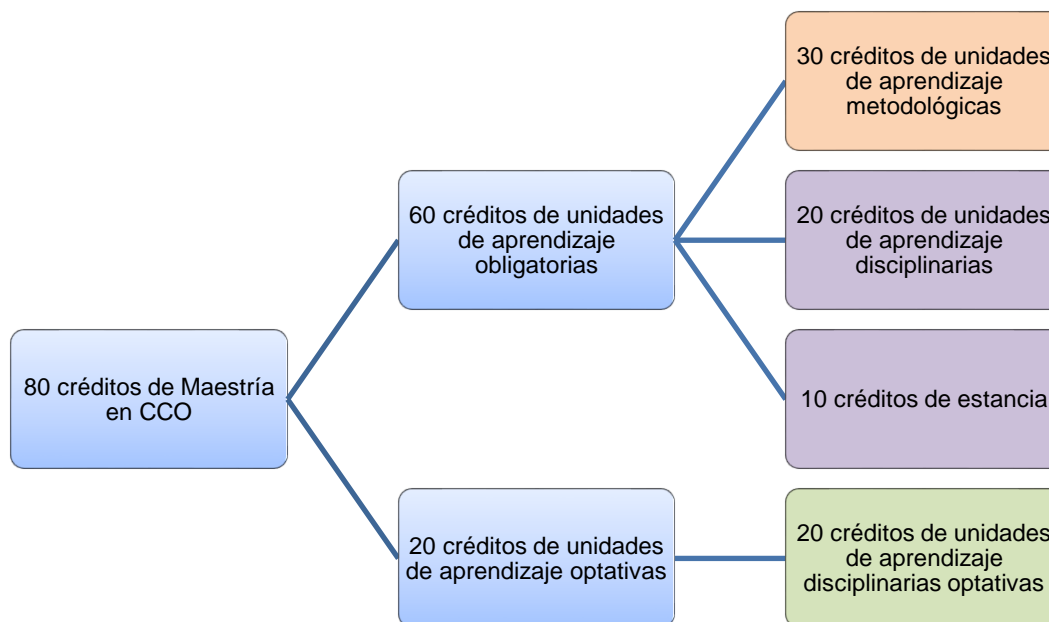 80 créditos de Maestría
en CCO
60 créditos de unidades
de aprendizaje
obligatorias
20 créditos de unidades
de aprendizaje optativas
30 créditos de unidades
de aprendizaje
metodológicas
20 créditos de unidades
de aprendizaje
disciplinarias
10 créditos de estancia
20 créditos de unidades
de aprendizaje
disciplinarias optativas